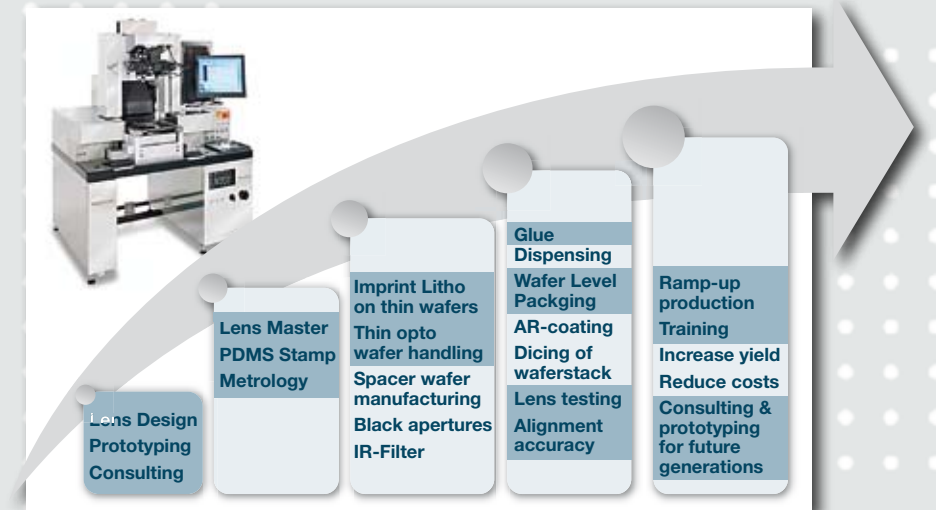 Lens Design
Prototyping
Consulting
Lens Master
PDMS Stamp
Metrology
Imprint Litho
on thin wafers
Thin opto
wafer handling
Spacer wafer
manufacturing
Black apertures
IR-Filter
Glue
Dispensing
Wafer Level
Packging
AR-coating
Dicing of
waferstack
Lens testing
Alignment
accuracy
Ramp-up
production
Training
Increase yield
Reduce costs
Consulting &
prototyping
for future
generations